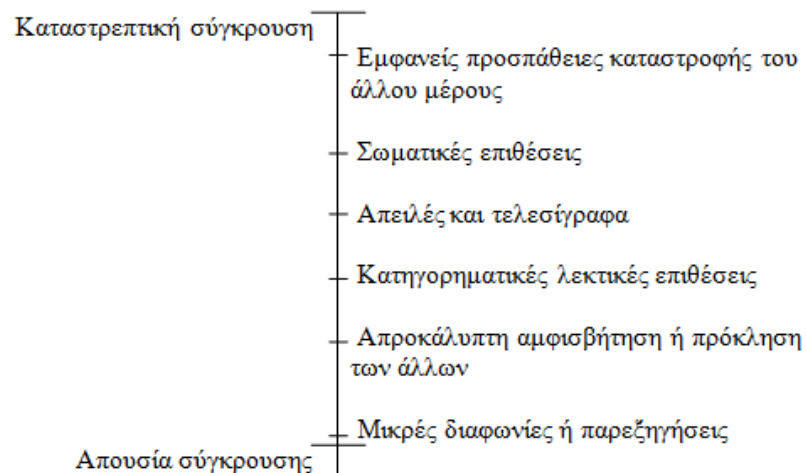 Καταστρεπτική σύγκρουση
Εμφανείς προσπάθειες καταστροφής του
άλλου μέρους
Σωματικές επιθέσεις
Απειλές και τελεσίγραφα
Κατηγορηματικές λεκτικές επιθέσεις
Απροκάλυπτη αμφισβήτηση ή πρόκληση
των άλλων
Μικρές διαφωνίες ή παρεξηγήσεις
Απουσία σύγκρουσης